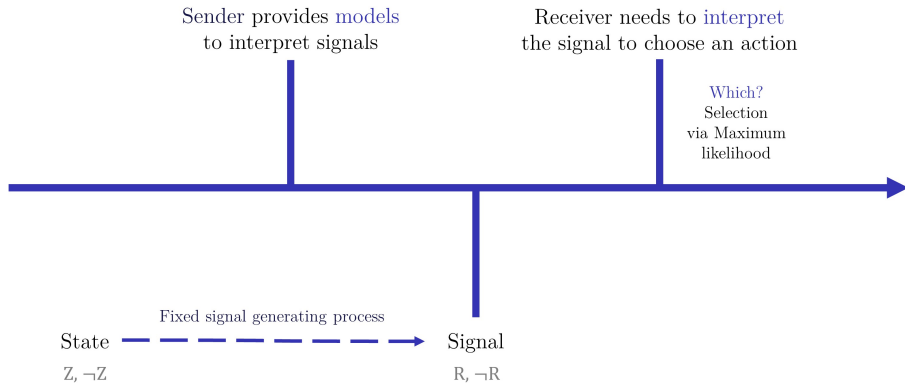 Sender provides models
to interpret signals
Receiver needs to interpret
the signal to choose an action
Which?
Selection
via Maximum
likelihood
Fixed signal generating process
State
Signal
Z, ¬Z
R, ¬R